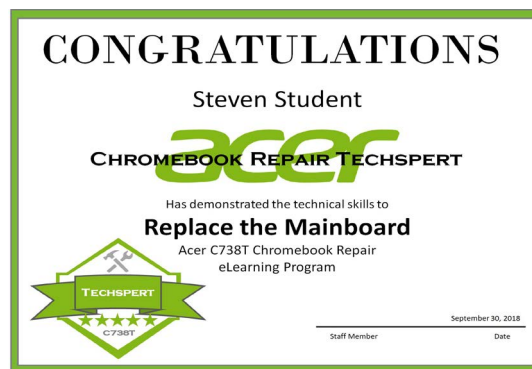 CONGRATULATIONS
Steven Student
acer
CHROMEBOOK REPAIR TECHSPERT
Has demonstrated the technical skills to
Replace the Mainboard
Acer C738T Chromebook Repair
eLearning Program
TECHSPERT
C738T
September 30, 2018
Staff Member Date